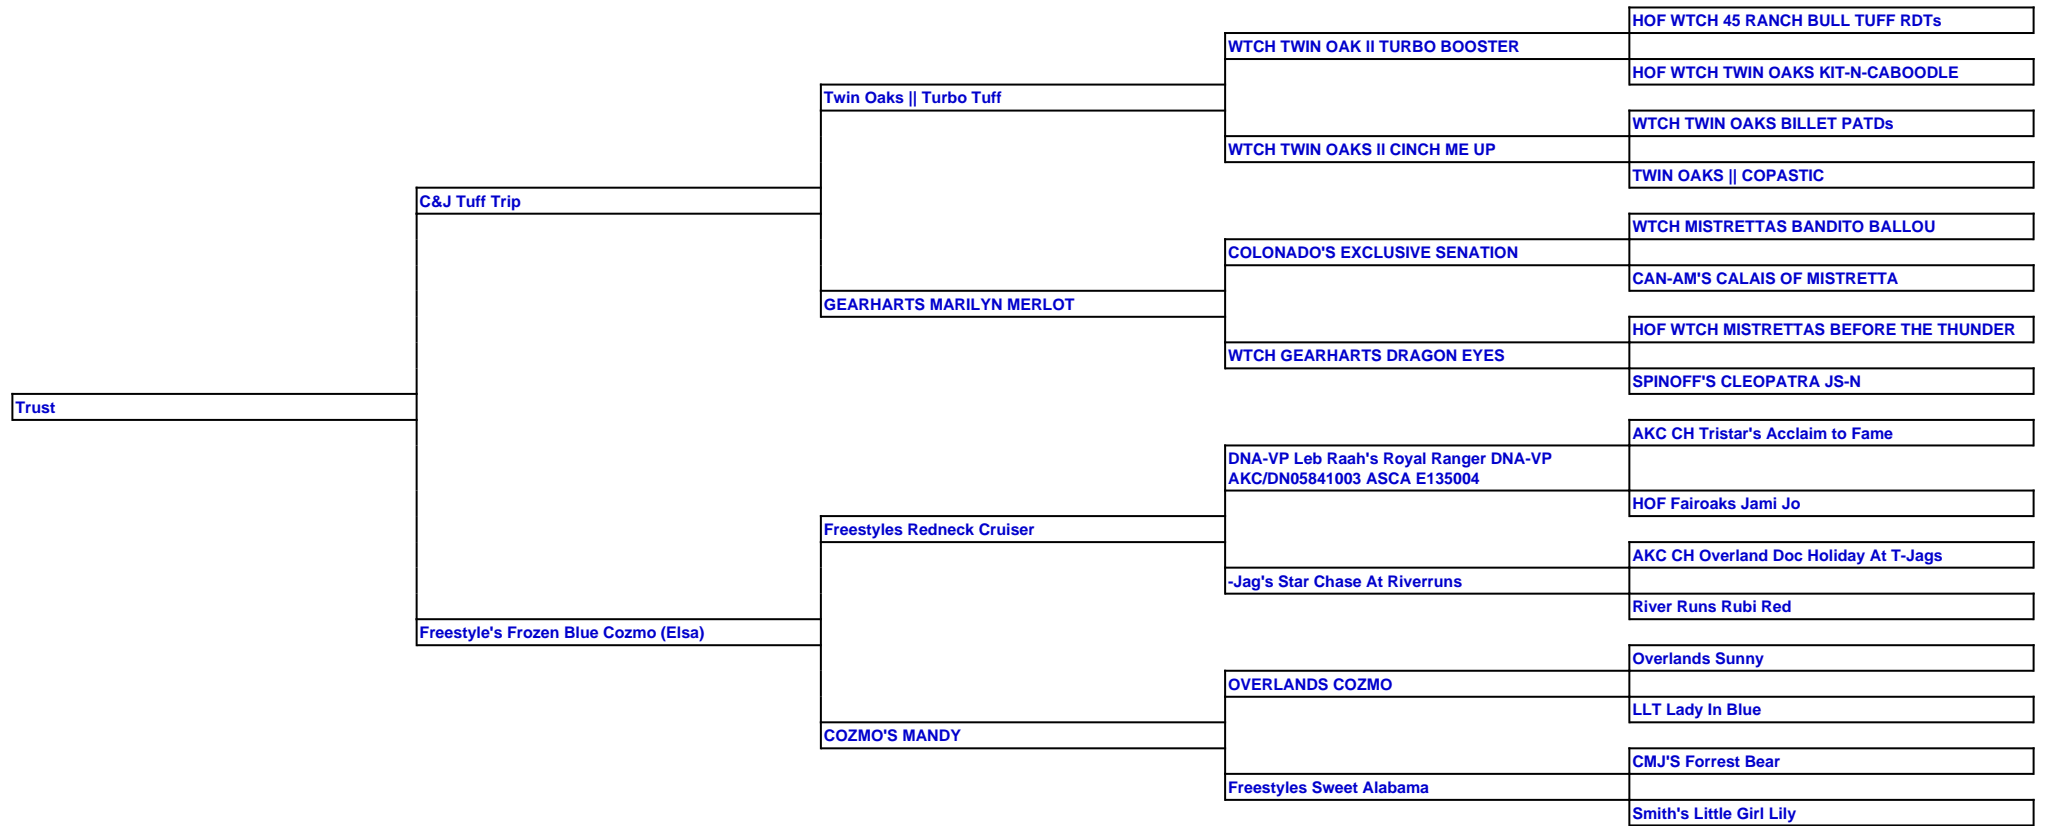 HOF WTCH 45 RANCH BULL TUFF RDTs
WTCH TWIN OAK II TURBO BOOSTER
HOF WTCH TWIN OAKS KIT-N-CABOODLE
Twin Oaks || Turbo Tuff
WTCH TWIN OAKS BILLET PATDs
WTCH TWIN OAKS II CINCH ME UP
TWIN OAKS || COPASTIC
C&J Tuff Trip
WTCH MISTRETTAS BANDITO BALLOU
COLONADO'S EXCLUSIVE SENATION
CAN-AM'S CALAIS OF MISTRETTA
GEARHARTS MARILYN MERLOT
HOF WTCH MISTRETTAS BEFORE THE THUNDER
WTCH GEARHARTS DRAGON EYES
SPINOFF'S CLEOPATRA JS-N
Trust
AKC CH Tristar's Acclaim to Fame
DNA-VP Leb Raah's Royal Ranger DNA-VP
AKC/DN05841003 ASCA E135004
HOF Fairoaks Jami Jo
Freestyles Redneck Cruiser
AKC CH Overland Doc Holiday At T-Jags
-Jag's Star Chase At Riverruns
River Runs Rubi Red
Freestyle's Frozen Blue Cozmo (Elsa)
Overlands Sunny
OVERLANDS COZMO
LLT Lady In Blue
COZMO'S MANDY
CMJ'S Forrest Bear
Freestyles Sweet Alabama
Smith's Little Girl Lily